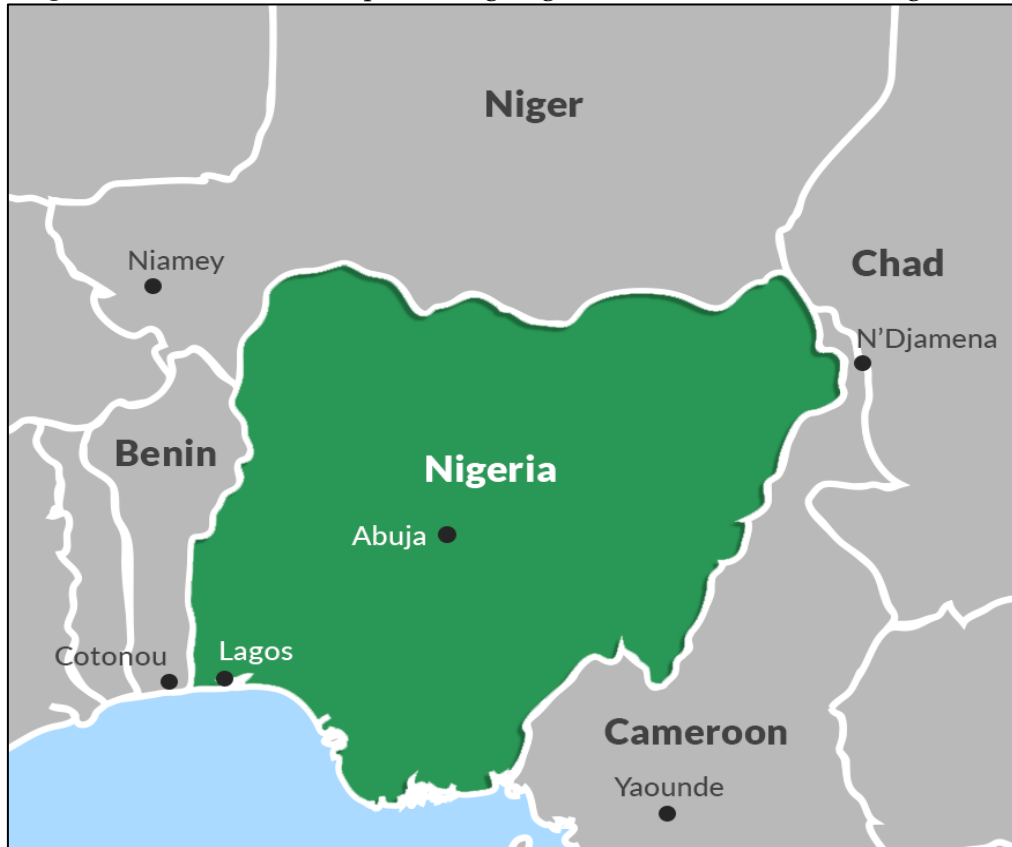 Niger
Niamey
Chad
N'Djamena
Benin
Nigeria
Abuja
Cotonou
Lagos
Cameroon
Yaounde